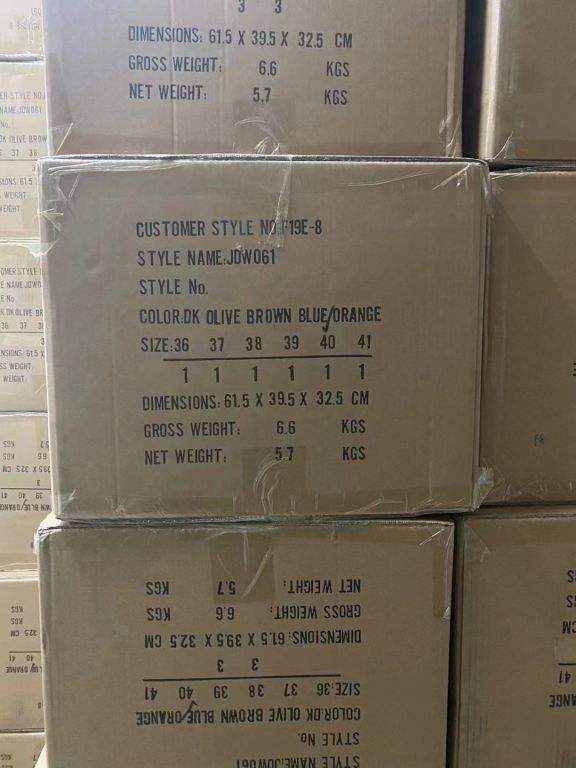 3 3
DIMENSIONS: 61.5 X 39.5 X 32.5 CM
GROSS WEIGHT: 6.6 KGS
NET WEIGHT: 5.7 KGS
CUSTOMER STYLE NO:F19E-8
STYLE NAME:JDW061
STYLE No.
COLOR:DK OLIVE BROWN BLUE/ORANGE
SIZE:36 37 38 39 40 41
1 1 1 1 1 1
DIMENSIONS: 61.5 X 39.5 X 32.5 CM
GROSS WEIGHT: 6.6 KGS
NET WEIGHT: 5.7 KGS
NET WEIGHT: 5.7 KGS
GROSS WEIGHT: 6.6 KGS
DIMENSIONS: 61.5 X 39.5 X 32.5 CM
3 3
SIZE:36 37 38 39 40 41
COLOR:DK OLIVE BROWN BLUE/ORANGE
STYLE No.
STYLE NAME:JDW061